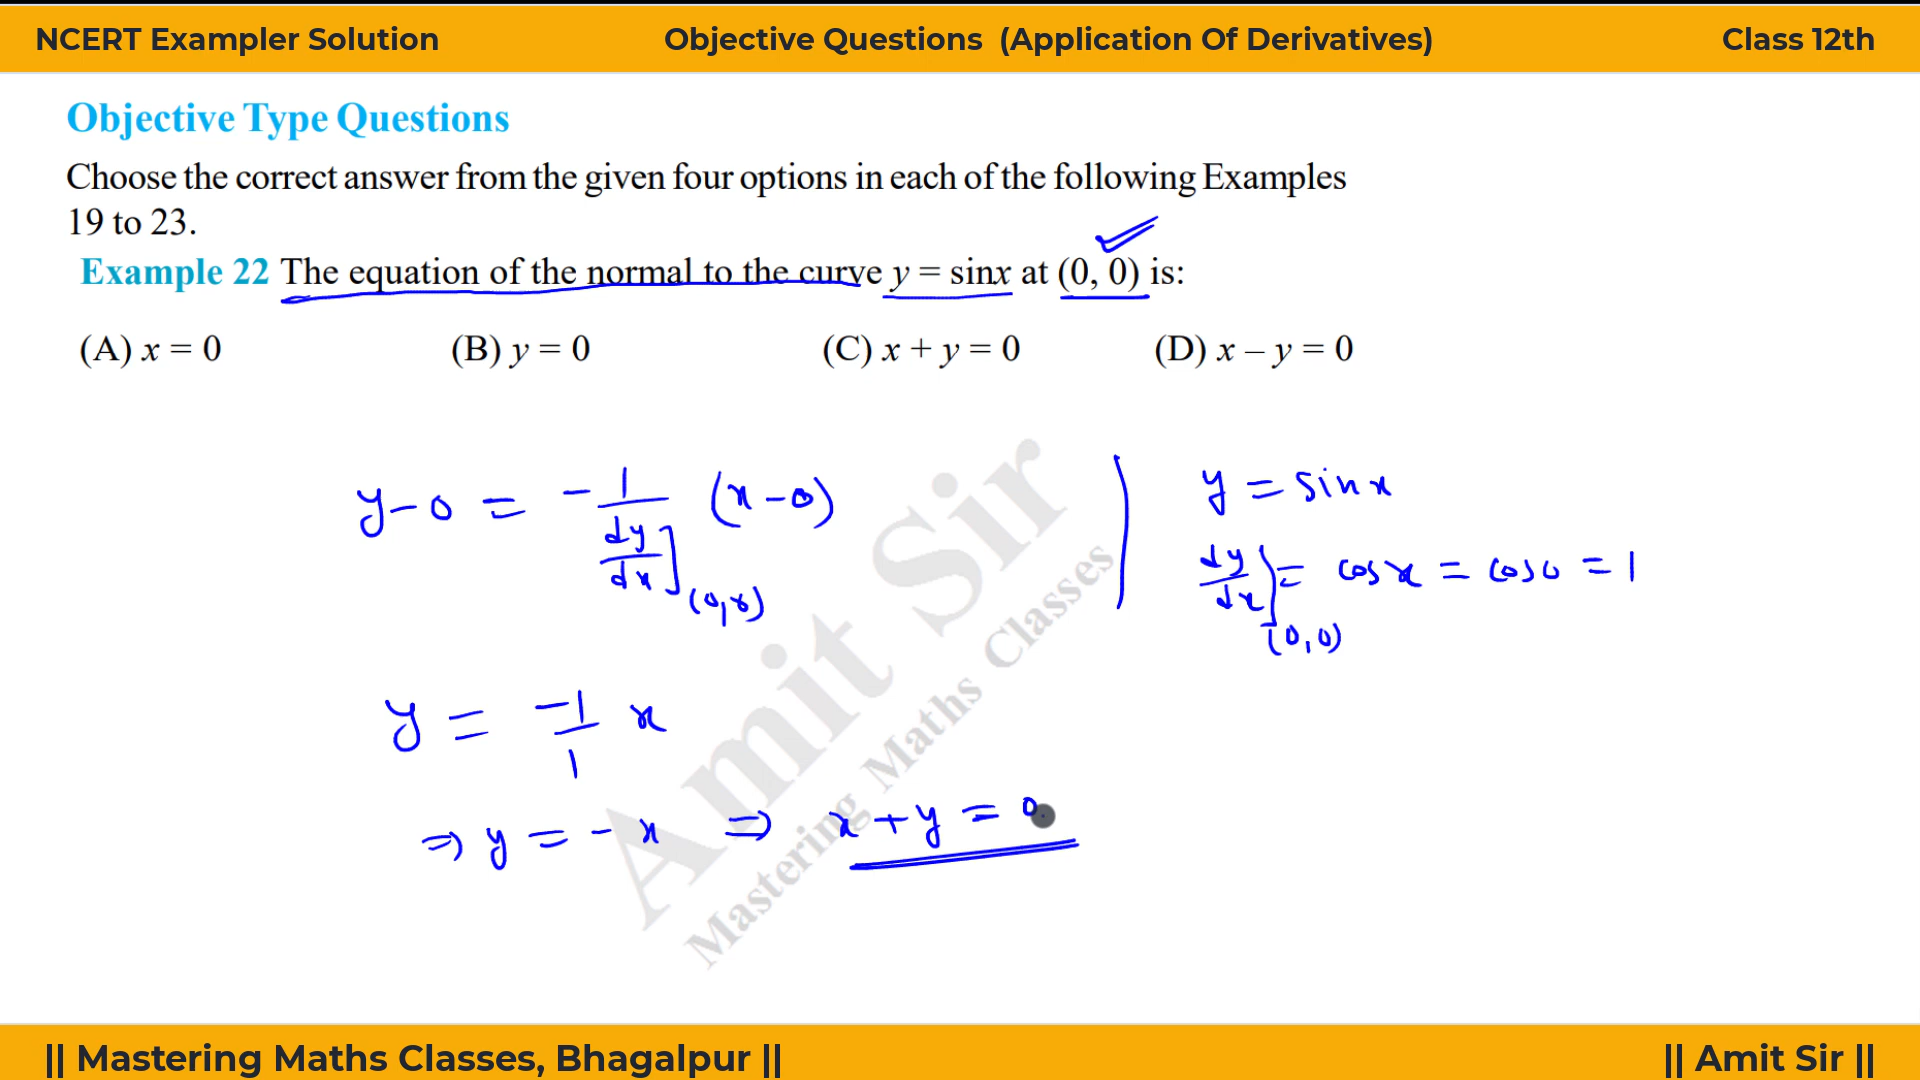 NCERT Exampler Solution Objective Questions (Application Of Derivatives) Class 12th
Objective Type Questions
Choose the correct answer from the given four options in each of the following Examples
19 to 23.
Example 22 The equation of the normal to the curve y = sinx at (0, 0) is:
(A) x = 0 (B) y = 0 (C) x + y = 0 (D) x – y = 0
y - 0 = - 1/(dy/dx](0,0)) (x - 0)
y = sin x
dy/dx](0,0) = cos x = cos 0 = 1
y = -1/1 x
⇒ y = - x ⇒ x + y = 0
Amit Sir
Mastering Maths Classes
|| Mastering Maths Classes, Bhagalpur || || Amit Sir ||